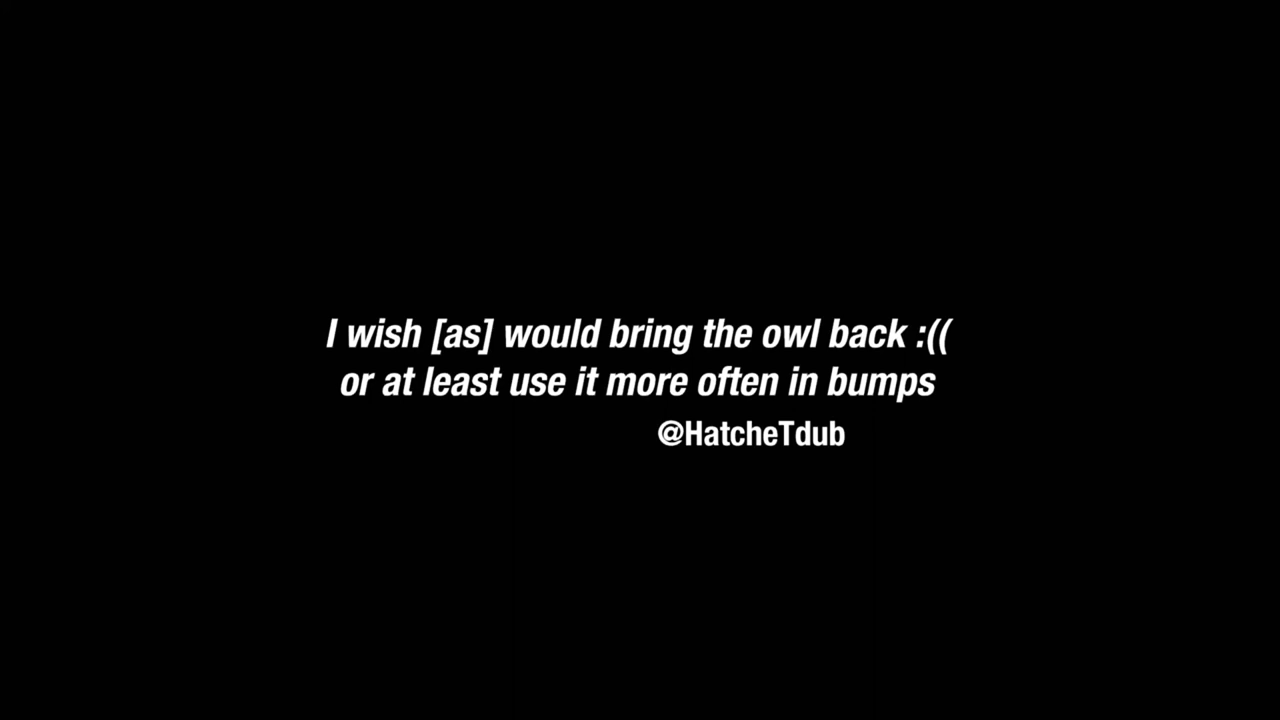 I wish [as] would bring the owl back :((
or at least use it more often in bumps
@HatcheTdub